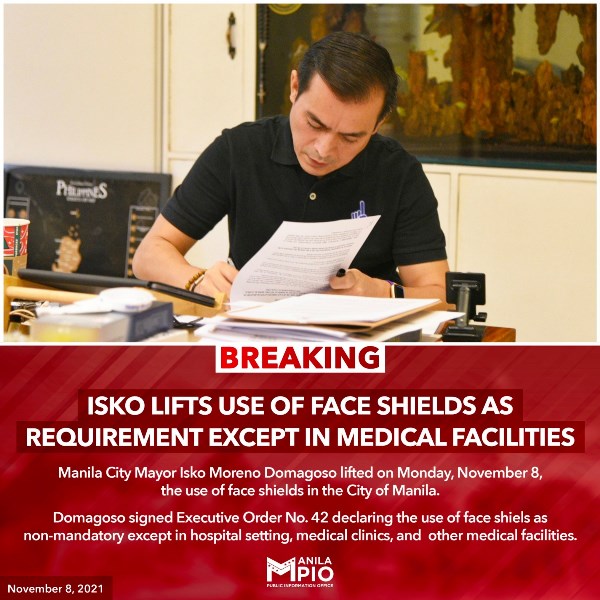 PHILIPPINES
BREAKING
ISKO LIFTS USE OF FACE SHIELDS AS
REQUIREMENT EXCEPT IN MEDICAL FACILITIES
Manila City Mayor Isko Moreno Domagoso lifted on Monday, November 8,
the use of face shields in the City of Manila.
Domagoso signed Executive Order No. 42 declaring the use of face shiels as
non-mandatory except in hospital setting, medical clinics, and other medical facilities.
MANILA
PIO
PUBLIC INFORMATION OFFICE
November 8, 2021